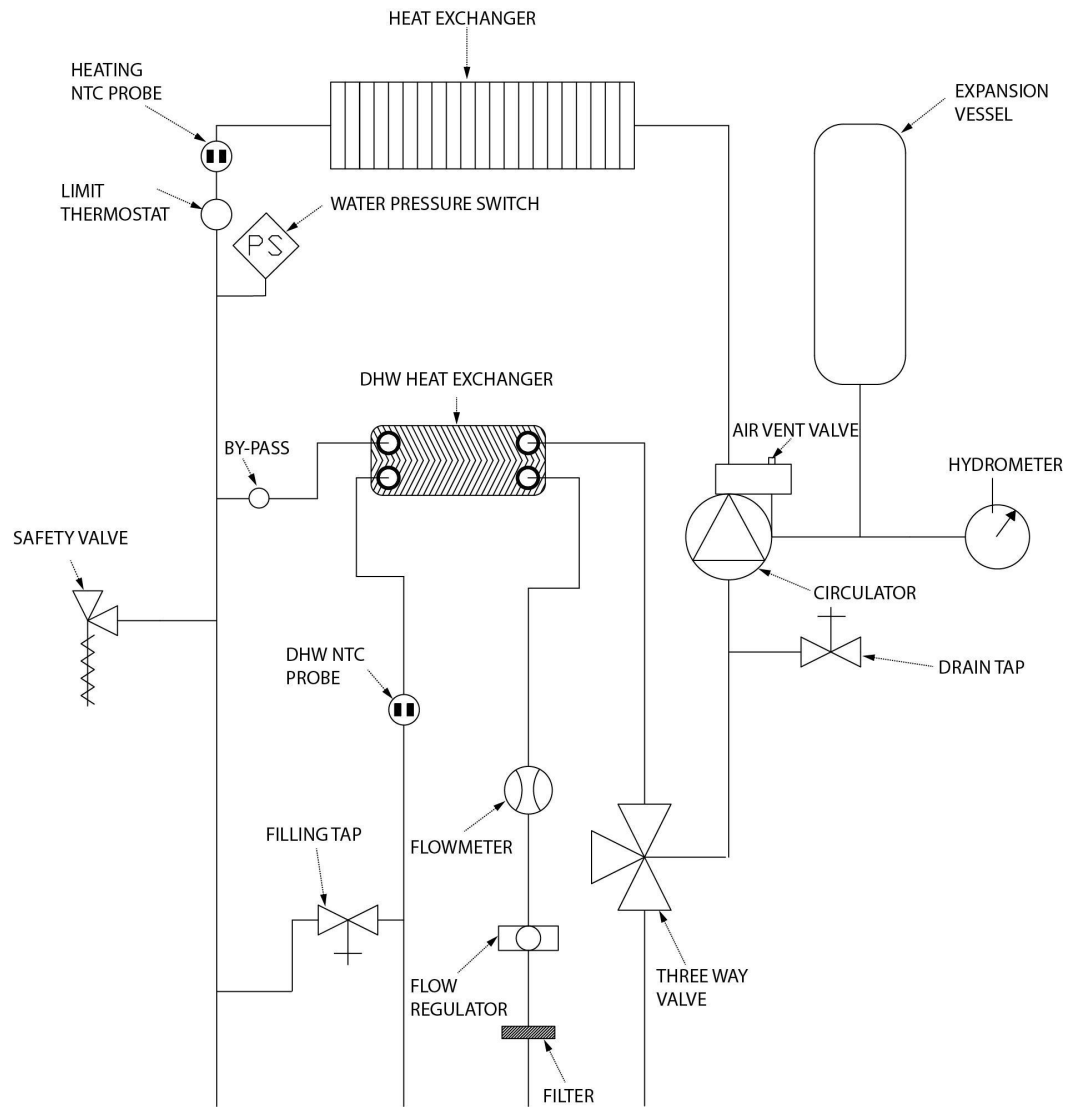 HEAT EXCHANGER
HEATING
NTC PROBE
EXPANSION
VESSEL
LIMIT
THERMOSTAT
WATER PRESSURE SWITCH
PS
DHW HEAT EXCHANGER
AIR VENT VALVE
BY-PASS
HYDROMETER
SAFETY VALVE
CIRCULATOR
DHW NTC
PROBE
DRAIN TAP
FILLING TAP
FLOWMETER
THREE WAY
VALVE
FLOW
REGULATOR
FILTER